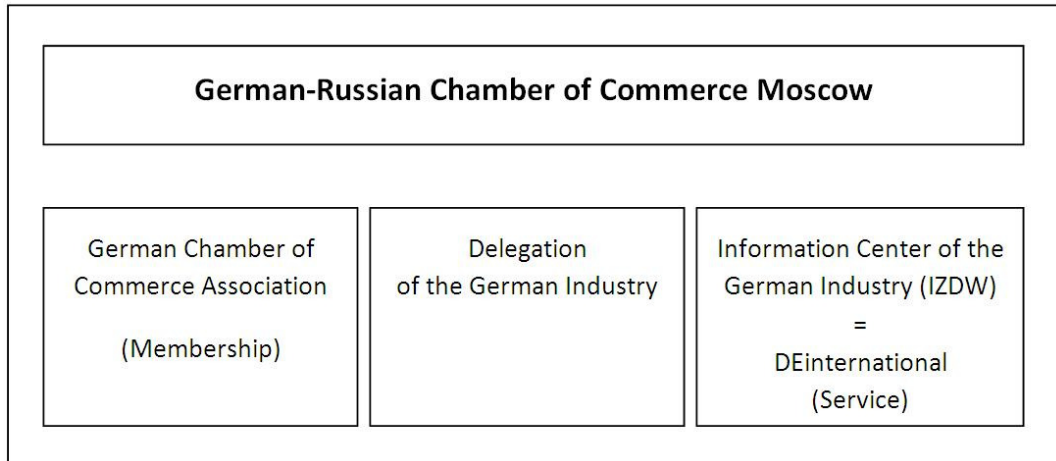 German-Russian Chamber of Commerce Moscow
German Chamber of
Commerce Association
(Membership)
Delegation
of the German Industry
Information Center of the
German Industry (IZDW)
=
DEinternational
(Service)